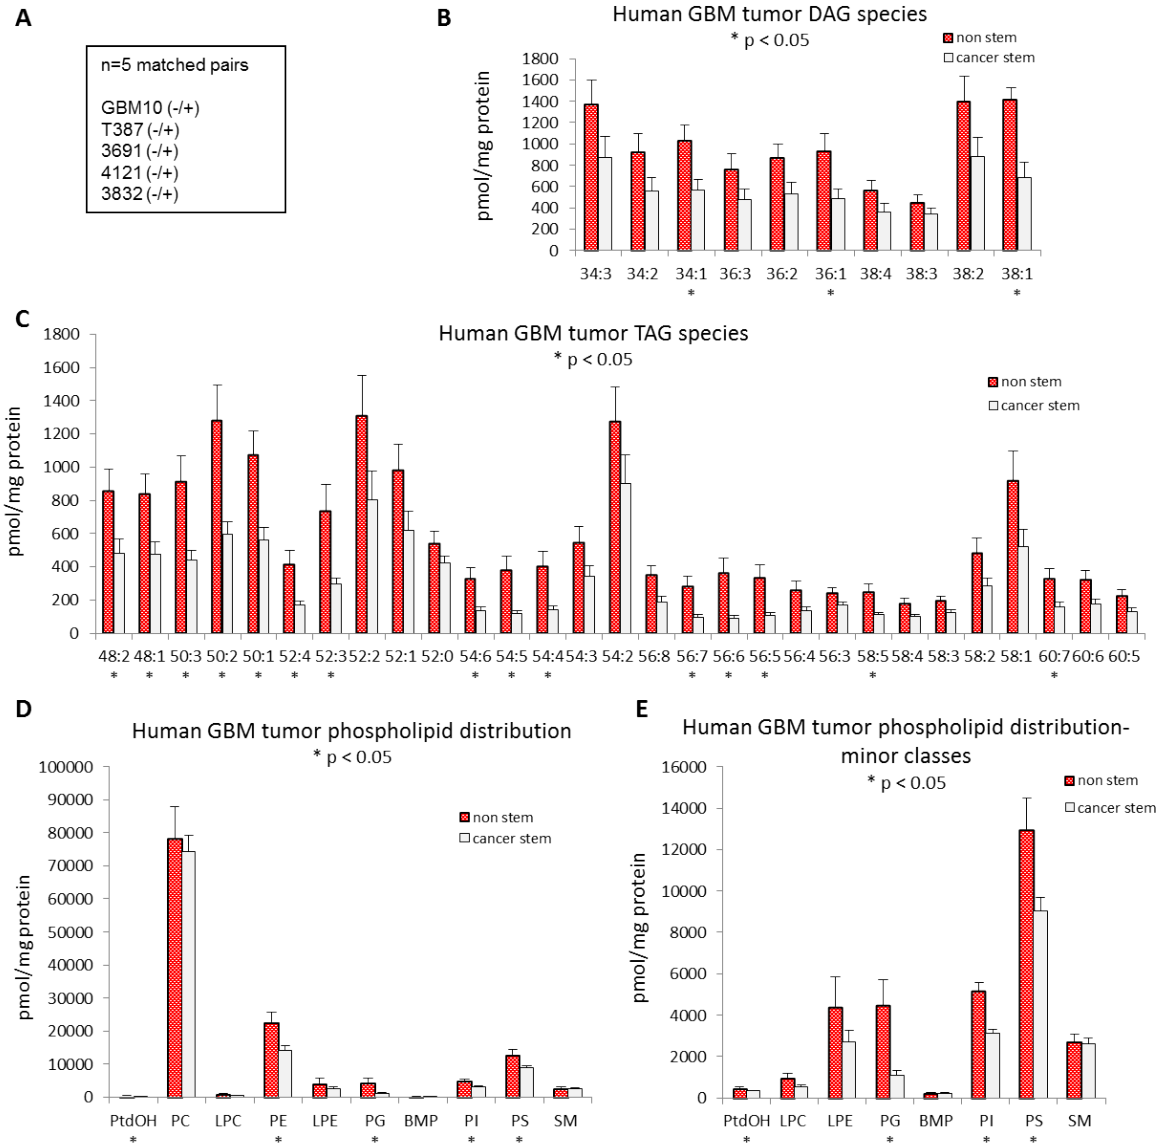 A
n=5 matched pairs
GBM10 (-/+)
T387 (-/+)
3691 (-/+)
4121 (-/+)
3832 (-/+)
B
Human GBM tumor DAG species
* p < 0.05
non stem
cancer stem
pmol/mg protein
1800
1600
1400
1200
1000
800
600
400
200
0
34:3 34:2 34:1 36:3 36:2 36:1 38:4 38:3 38:2 38:1
* * *
C
Human GBM tumor TAG species
* p < 0.05
non stem
cancer stem
pmol/mg protein
1800
1600
1400
1200
1000
800
600
400
200
0
48:2 48:1 50:3 50:2 50:1 52:4 52:3 52:2 52:1 52:0 54:6 54:5 54:4 54:3 54:2 56:8 56:7 56:6 56:5 56:4 56:3 58:5 58:4 58:3 58:2 58:1 60:7 60:6 60:5
* * * * * * * * * * * * * * *
D
Human GBM tumor phospholipid distribution
* p < 0.05
non stem
cancer stem
pmol/mg protein
100000
90000
80000
70000
60000
50000
40000
30000
20000
10000
0
PtdOH PC LPC PE LPE PG BMP PI PS SM
* * * * *
E
Human GBM tumor phospholipid distribution-
minor classes
* p < 0.05
non stem
cancer stem
pmol/mg protein
16000
14000
12000
10000
8000
6000
4000
2000
0
PtdOH LPC LPE PG BMP PI PS SM
* * * *